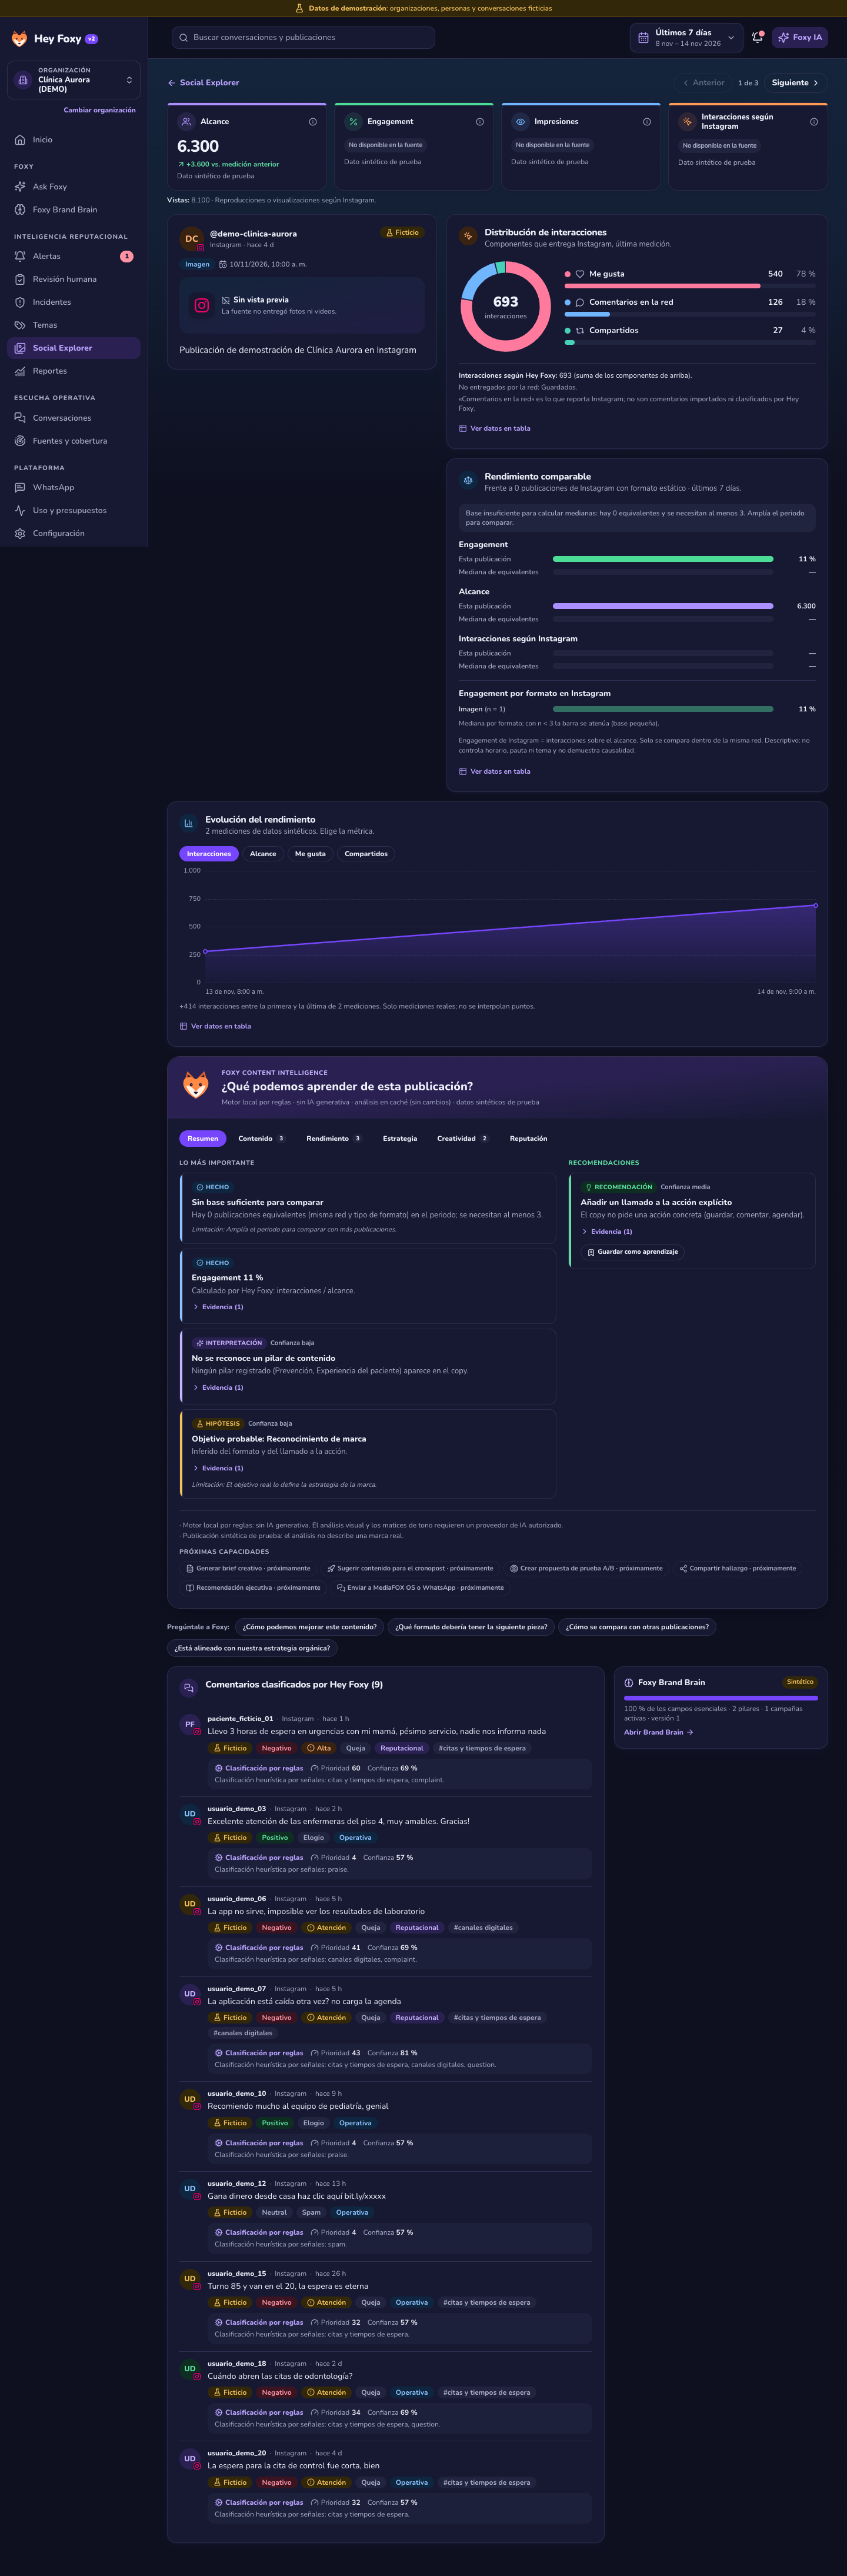 Datos de demostración: organizaciones, personas y conversaciones ficticias
Hey Foxy v2
ORGANIZACIÓN
Clínica Aurora
(DEMO)
Cambiar organización
Inicio
FOXY
Ask Foxy
Foxy Brand Brain
INTELIGENCIA REPUTACIONAL
Alertas 1
Revisión humana
Incidentes
Temas
Social Explorer
Reportes
ESCUCHA OPERATIVA
Conversaciones
Fuentes y cobertura
PLATAFORMA
WhatsApp
Uso y presupuestos
Configuración
Buscar conversaciones y publicaciones
Últimos 7 días
8 nov – 14 nov 2026
Foxy IA
Social Explorer
Anterior 1 de 3 Siguiente
Alcance
6.300
+3.600 vs. medición anterior
Dato sintético de prueba
Engagement
No disponible en la fuente
Dato sintético de prueba
Impresiones
No disponible en la fuente
Dato sintético de prueba
Interacciones según
Instagram
No disponible en la fuente
Dato sintético de prueba
Vistas: 8.100 · Reproducciones o visualizaciones según Instagram.
DC
@demo-clinica-aurora
Instagram · hace 4 d
Ficticio
Imagen 10/11/2026, 10:00 a. m.
Sin vista previa
La fuente no entregó fotos ni videos.
Publicación de demostración de Clínica Aurora en Instagram
Distribución de interacciones
Componentes que entrega Instagram, última medición.
693
interacciones
Me gusta 540 78 %
Comentarios en la red 126 18 %
Compartidos 27 4 %
Interacciones según Hey Foxy: 693 (suma de los componentes de arriba).
No entregados por la red: Guardados.
«Comentarios en la red» es lo que reporta Instagram; no son comentarios importados ni clasificados por Hey
Foxy.
Ver datos en tabla
Rendimiento comparable
Frente a 0 publicaciones de Instagram con formato estático · últimos 7 días.
Base insuficiente para calcular medianas: hay 0 equivalentes y se necesitan al menos 3. Amplía el periodo
para comparar.
Engagement
Esta publicación 11 %
Mediana de equivalentes —
Alcance
Esta publicación 6.300
Mediana de equivalentes —
Interacciones según Instagram
Esta publicación —
Mediana de equivalentes —
Engagement por formato en Instagram
Imagen (n = 1) 11 %
Mediana por formato; con n < 3 la barra se atenúa (base pequeña).
Engagement de Instagram = interacciones sobre el alcance. Solo se compara dentro de la misma red. Descriptivo: no
controla horario, pauta ni tema y no demuestra causalidad.
Ver datos en tabla
Evolución del rendimiento
2 mediciones de datos sintéticos. Elige la métrica.
Interacciones Alcance Me gusta Compartidos
1.000
750
500
250
0
13 de nov, 8:00 a. m. 14 de nov, 9:00 a. m.
+414 interacciones entre la primera y la última de 2 mediciones. Solo mediciones reales; no se interpolan puntos.
Ver datos en tabla
FOXY CONTENT INTELLIGENCE
¿Qué podemos aprender de esta publicación?
Motor local por reglas · sin IA generativa · análisis en caché (sin cambios) · datos sintéticos de prueba
Resumen Contenido 3 Rendimiento 3 Estrategia Creatividad 2 Reputación
LO MÁS IMPORTANTE
HECHO
Sin base suficiente para comparar
Hay 0 publicaciones equivalentes (misma red y tipo de formato) en el periodo; se necesitan al menos 3.
Limitación: Amplía el periodo para comparar con más publicaciones.
HECHO
Engagement 11 %
Calculado por Hey Foxy: interacciones / alcance.
Evidencia (1)
INTERPRETACIÓN Confianza baja
No se reconoce un pilar de contenido
Ningún pilar registrado (Prevención, Experiencia del paciente) aparece en el copy.
Evidencia (1)
HIPÓTESIS Confianza baja
Objetivo probable: Reconocimiento de marca
Inferido del formato y del llamado a la acción.
Evidencia (1)
Limitación: El objetivo real lo define la estrategia de la marca.
RECOMENDACIONES
RECOMENDACIÓN Confianza media
Añadir un llamado a la acción explícito
El copy no pide una acción concreta (guardar, comentar, agendar).
Evidencia (1)
Guardar como aprendizaje
· Motor local por reglas: sin IA generativa. El análisis visual y los matices de tono requieren un proveedor de IA autorizado.
· Publicación sintética de prueba: el análisis no describe una marca real.
PRÓXIMAS CAPACIDADES
Generar brief creativo · próximamente Sugerir contenido para el cronopost · próximamente Crear propuesta de prueba A/B · próximamente Compartir hallazgo · próximamente
Recomendación ejecutiva · próximamente Enviar a MediaFOX OS o WhatsApp · próximamente
Pregúntale a Foxy: ¿Cómo podemos mejorar este contenido? ¿Qué formato debería tener la siguiente pieza? ¿Cómo se compara con otras publicaciones?
¿Está alineado con nuestra estrategia orgánica?
Comentarios clasificados por Hey Foxy (9)
PF
paciente_ficticio_01 · Instagram · hace 1 h
Llevo 3 horas de espera en urgencias con mi mamá, pésimo servicio, nadie nos informa nada
Ficticio Negativo Alta Queja Reputacional #citas y tiempos de espera
Clasificación por reglas Prioridad 60 Confianza 69 %
Clasificación heurística por señales: citas y tiempos de espera, complaint.
UD
usuario_demo_03 · Instagram · hace 2 h
Excelente atención de las enfermeras del piso 4, muy amables. Gracias!
Ficticio Positivo Elogio Operativa
Clasificación por reglas Prioridad 4 Confianza 57 %
Clasificación heurística por señales: praise.
UD
usuario_demo_06 · Instagram · hace 5 h
La app no sirve, imposible ver los resultados de laboratorio
Ficticio Negativo Atención Queja Reputacional #canales digitales
Clasificación por reglas Prioridad 41 Confianza 69 %
Clasificación heurística por señales: canales digitales, complaint.
UD
usuario_demo_07 · Instagram · hace 5 h
La aplicación está caída otra vez? no carga la agenda
Ficticio Negativo Atención Queja Reputacional #citas y tiempos de espera
#canales digitales
Clasificación por reglas Prioridad 43 Confianza 81 %
Clasificación heurística por señales: citas y tiempos de espera, canales digitales, question.
UD
usuario_demo_10 · Instagram · hace 9 h
Recomiendo mucho al equipo de pediatría, genial
Ficticio Positivo Elogio Operativa
Clasificación por reglas Prioridad 4 Confianza 57 %
Clasificación heurística por señales: praise.
UD
usuario_demo_12 · Instagram · hace 13 h
Gana dinero desde casa haz clic aquí bit.ly/xxxxx
Ficticio Neutral Spam Operativa
Clasificación por reglas Prioridad 4 Confianza 57 %
Clasificación heurística por señales: spam.
UD
usuario_demo_15 · Instagram · hace 26 h
Turno 85 y van en el 20, la espera es eterna
Ficticio Negativo Atención Queja Operativa #citas y tiempos de espera
Clasificación por reglas Prioridad 32 Confianza 57 %
Clasificación heurística por señales: citas y tiempos de espera.
UD
usuario_demo_18 · Instagram · hace 2 d
Cuándo abren las citas de odontología?
Ficticio Negativo Atención Queja Operativa #citas y tiempos de espera
Clasificación por reglas Prioridad 34 Confianza 69 %
Clasificación heurística por señales: citas y tiempos de espera, question.
UD
usuario_demo_20 · Instagram · hace 4 d
La espera para la cita de control fue corta, bien
Ficticio Negativo Atención Queja Operativa #citas y tiempos de espera
Clasificación por reglas Prioridad 32 Confianza 57 %
Clasificación heurística por señales: citas y tiempos de espera.
Foxy Brand Brain Sintético
100 % de los campos esenciales · 2 pilares · 1 campañas
activas · versión 1
Abrir Brand Brain